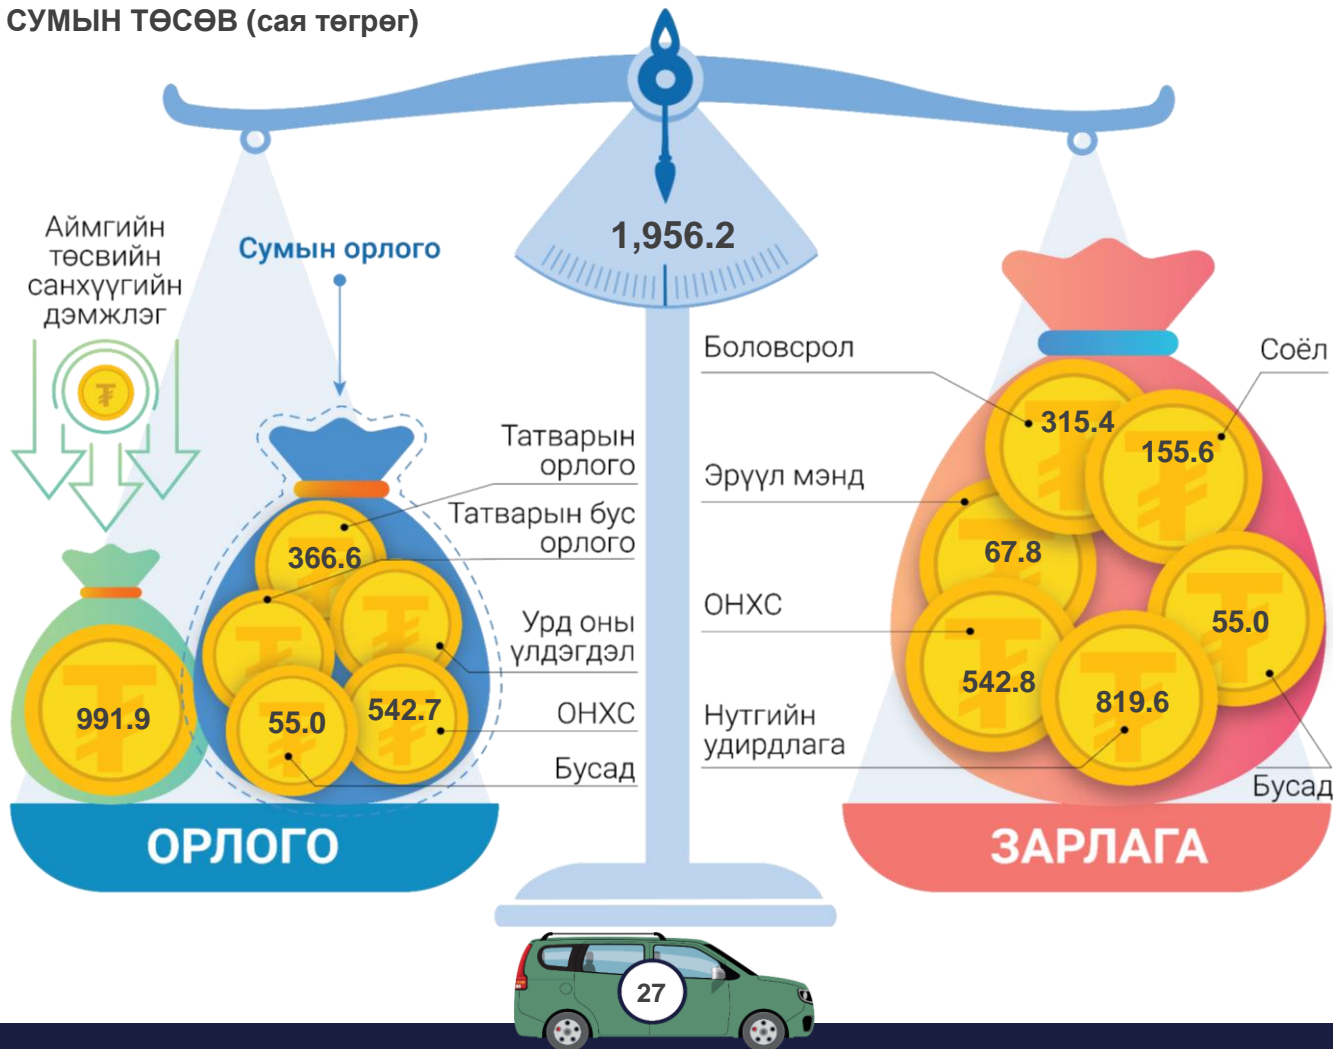 СУМЫН ТӨСӨВ (сая төгрөг)
1,956.2
Аймгийн
төсвийн
санхүүгийн
дэмжлэг
Сумын орлого
Татварын
орлого
Татварын бус
орлого
Урд оны
үлдэгдэл
ОНХС
Бусад
366.6
991.9
55.0
542.7
ОРЛОГО
Боловсрол
Соёл
Эрүүл мэнд
ОНХС
Нутгийн
удирдлага
Бусад
315.4
155.6
67.8
55.0
542.8
819.6
ЗАРЛАГА
27